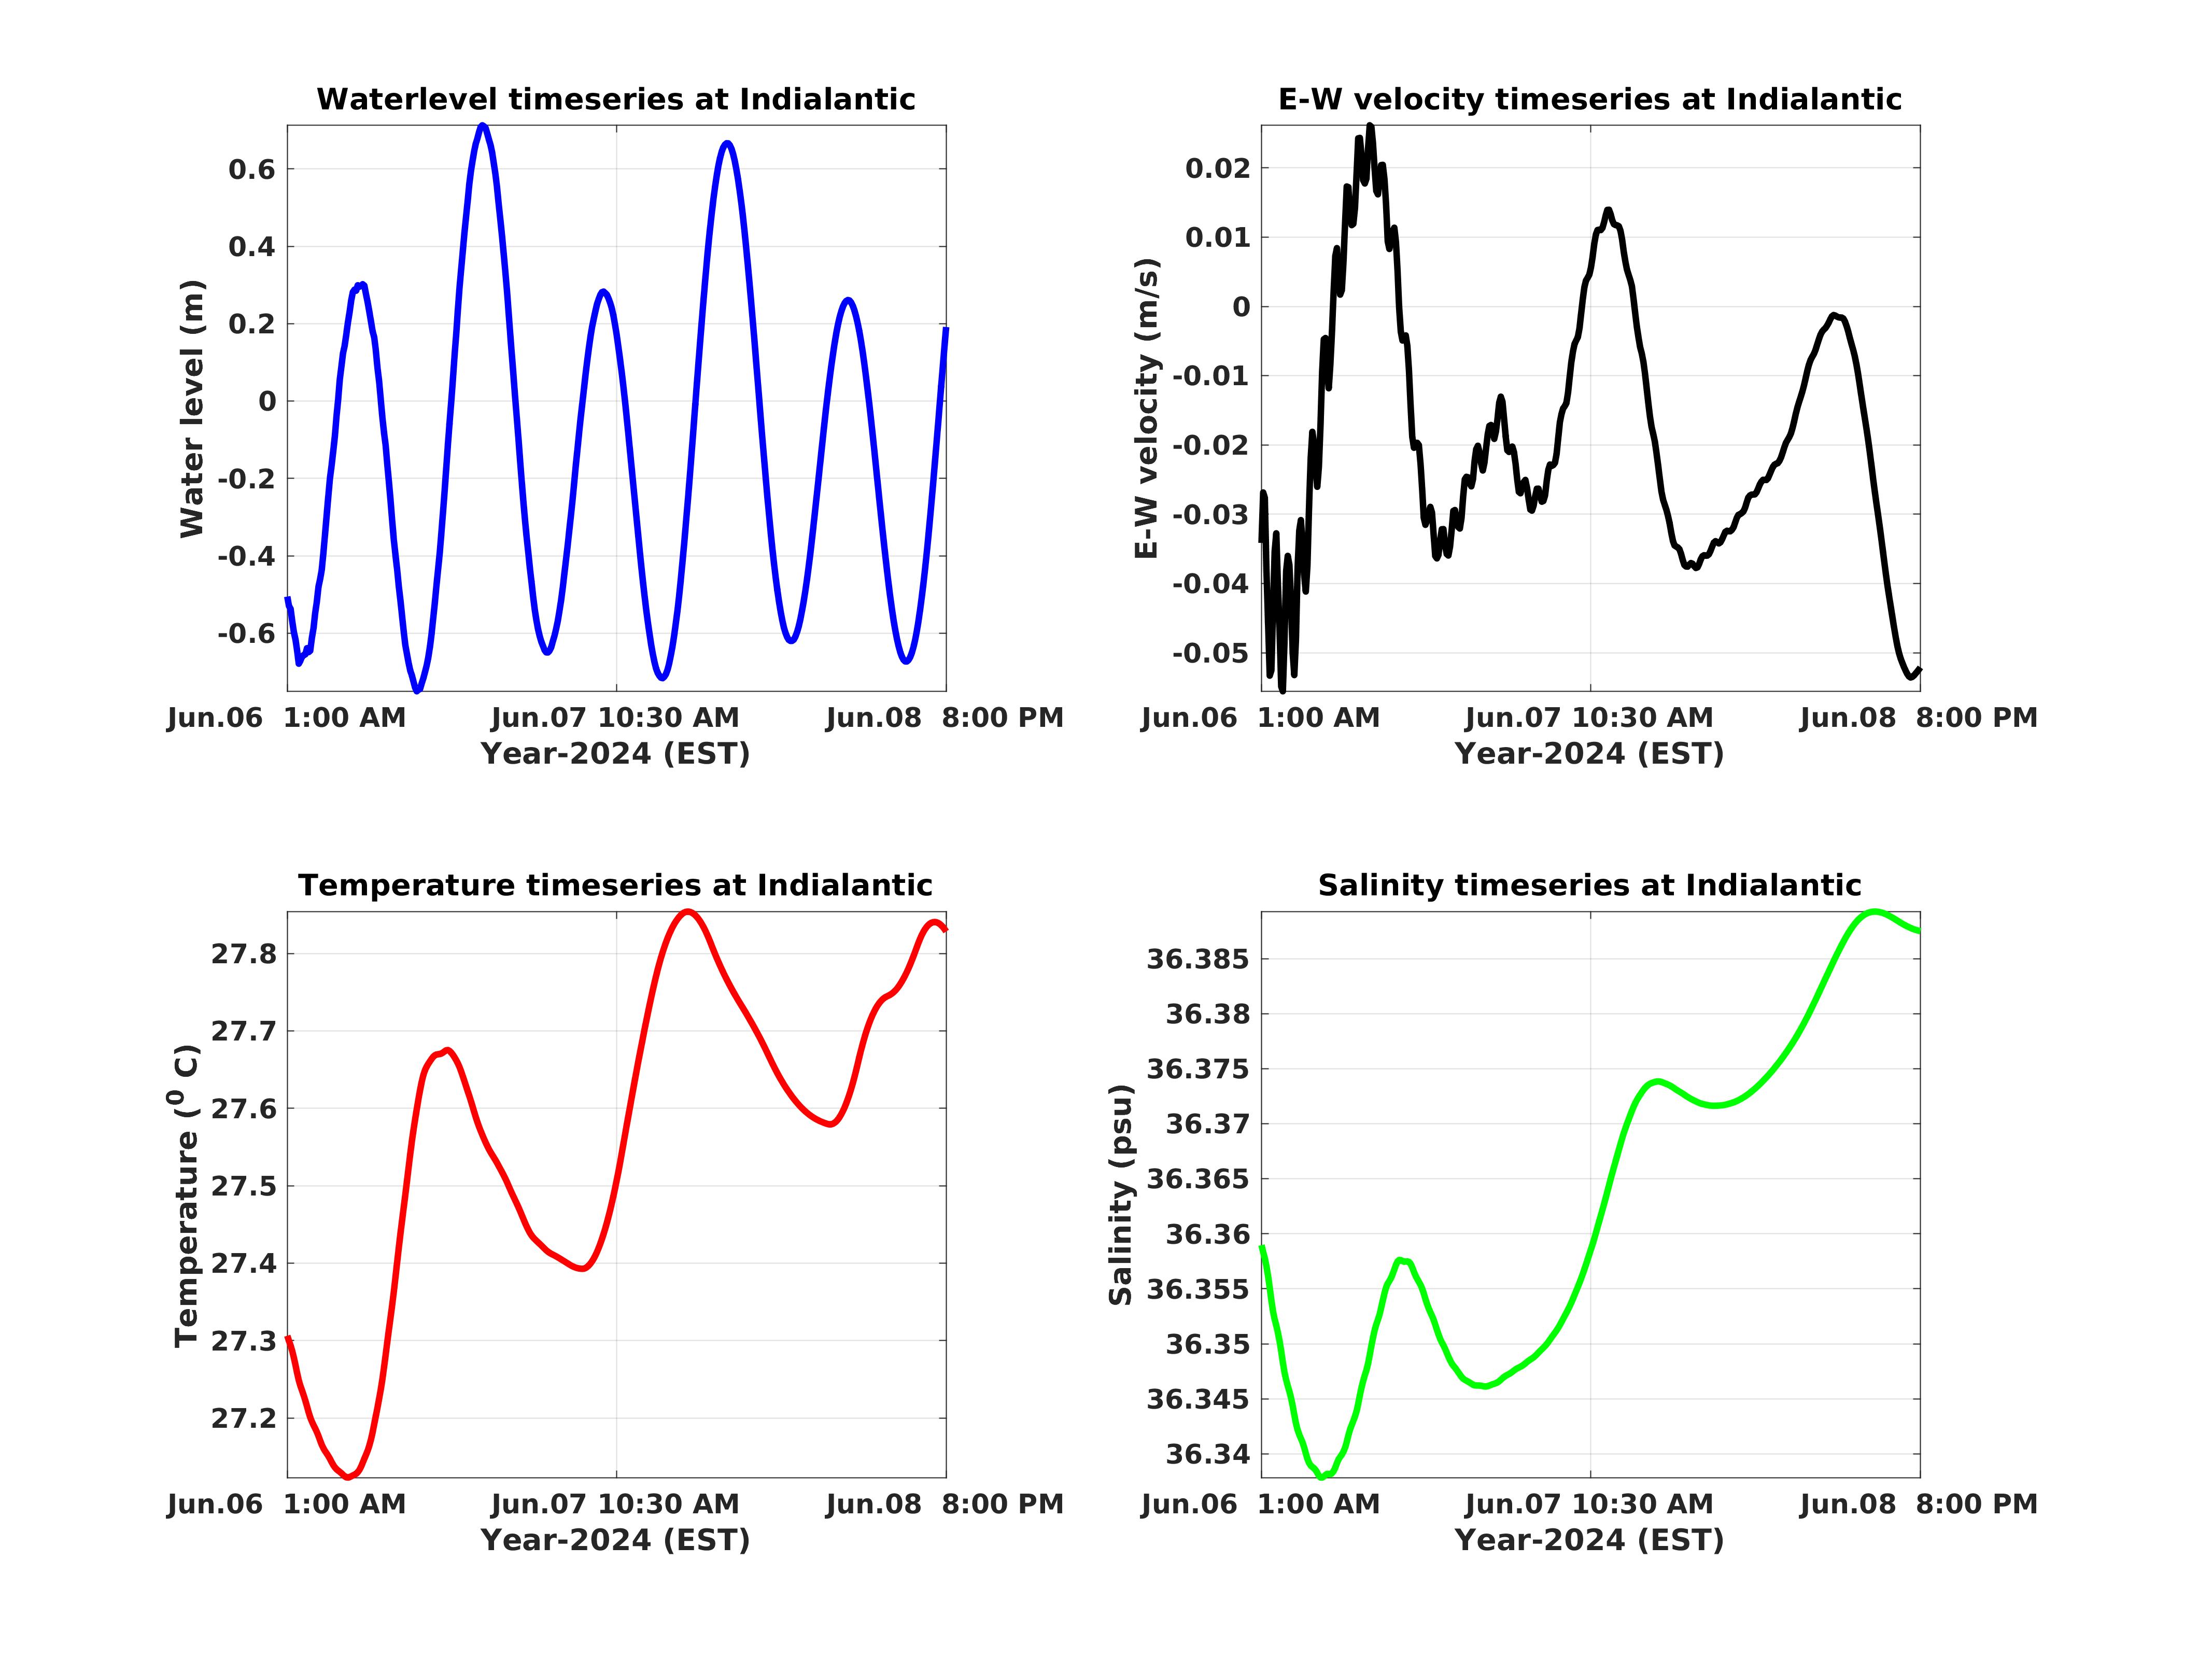 Waterlevel timeseries at Indialantic
0.6
0.4
0.2
0
-0.2
-0.4
-0.6
Water level (m)
Jun.06 1:00 AM Jun.07 10:30 AM Jun.08 8:00 PM
Year-2024 (EST)
E-W velocity timeseries at Indialantic
0.02
0.01
0
-0.01
-0.02
-0.03
-0.04
-0.05
E-W velocity (m/s)
Jun.06 1:00 AM Jun.07 10:30 AM Jun.08 8:00 PM
Year-2024 (EST)
Temperature timeseries at Indialantic
27.8
27.7
27.6
27.5
27.4
27.3
27.2
Temperature (⁰ C)
Jun.06 1:00 AM Jun.07 10:30 AM Jun.08 8:00 PM
Year-2024 (EST)
Salinity timeseries at Indialantic
36.385
36.38
36.375
36.37
36.365
36.36
36.355
36.35
36.345
36.34
Salinity (psu)
Jun.06 1:00 AM Jun.07 10:30 AM Jun.08 8:00 PM
Year-2024 (EST)